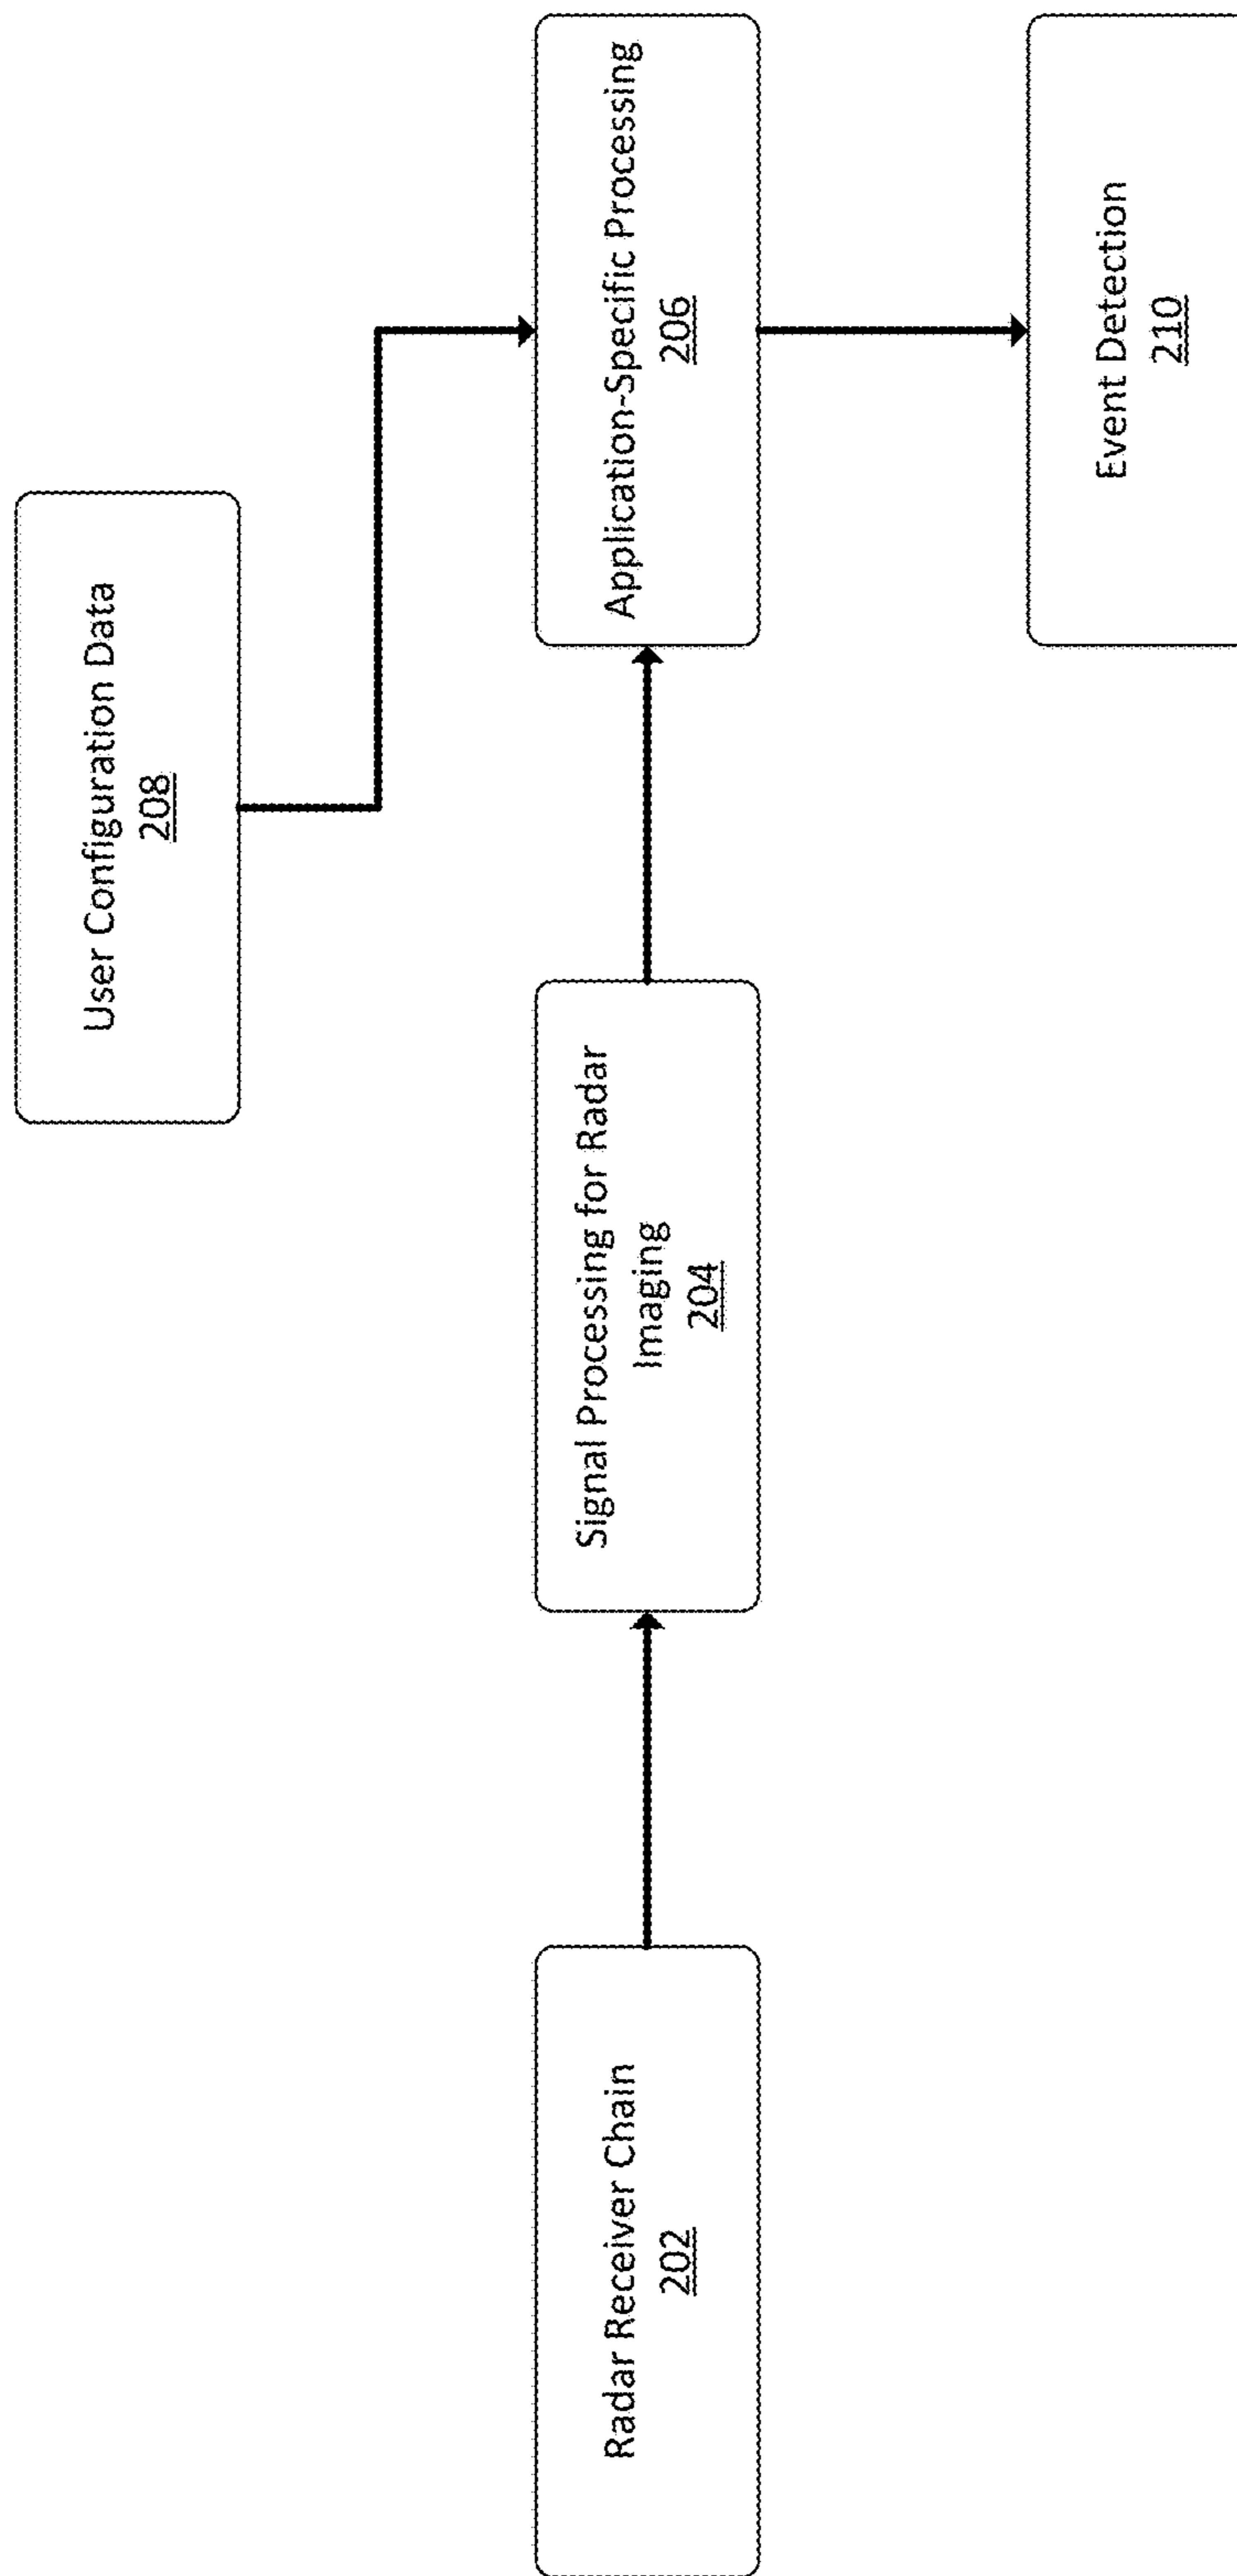 User Configuration Data
208
Radar Receiver Chain
202
Signal Processing for Radar
Imaging
204
Application-Specific Processing
206
Event Detection
210